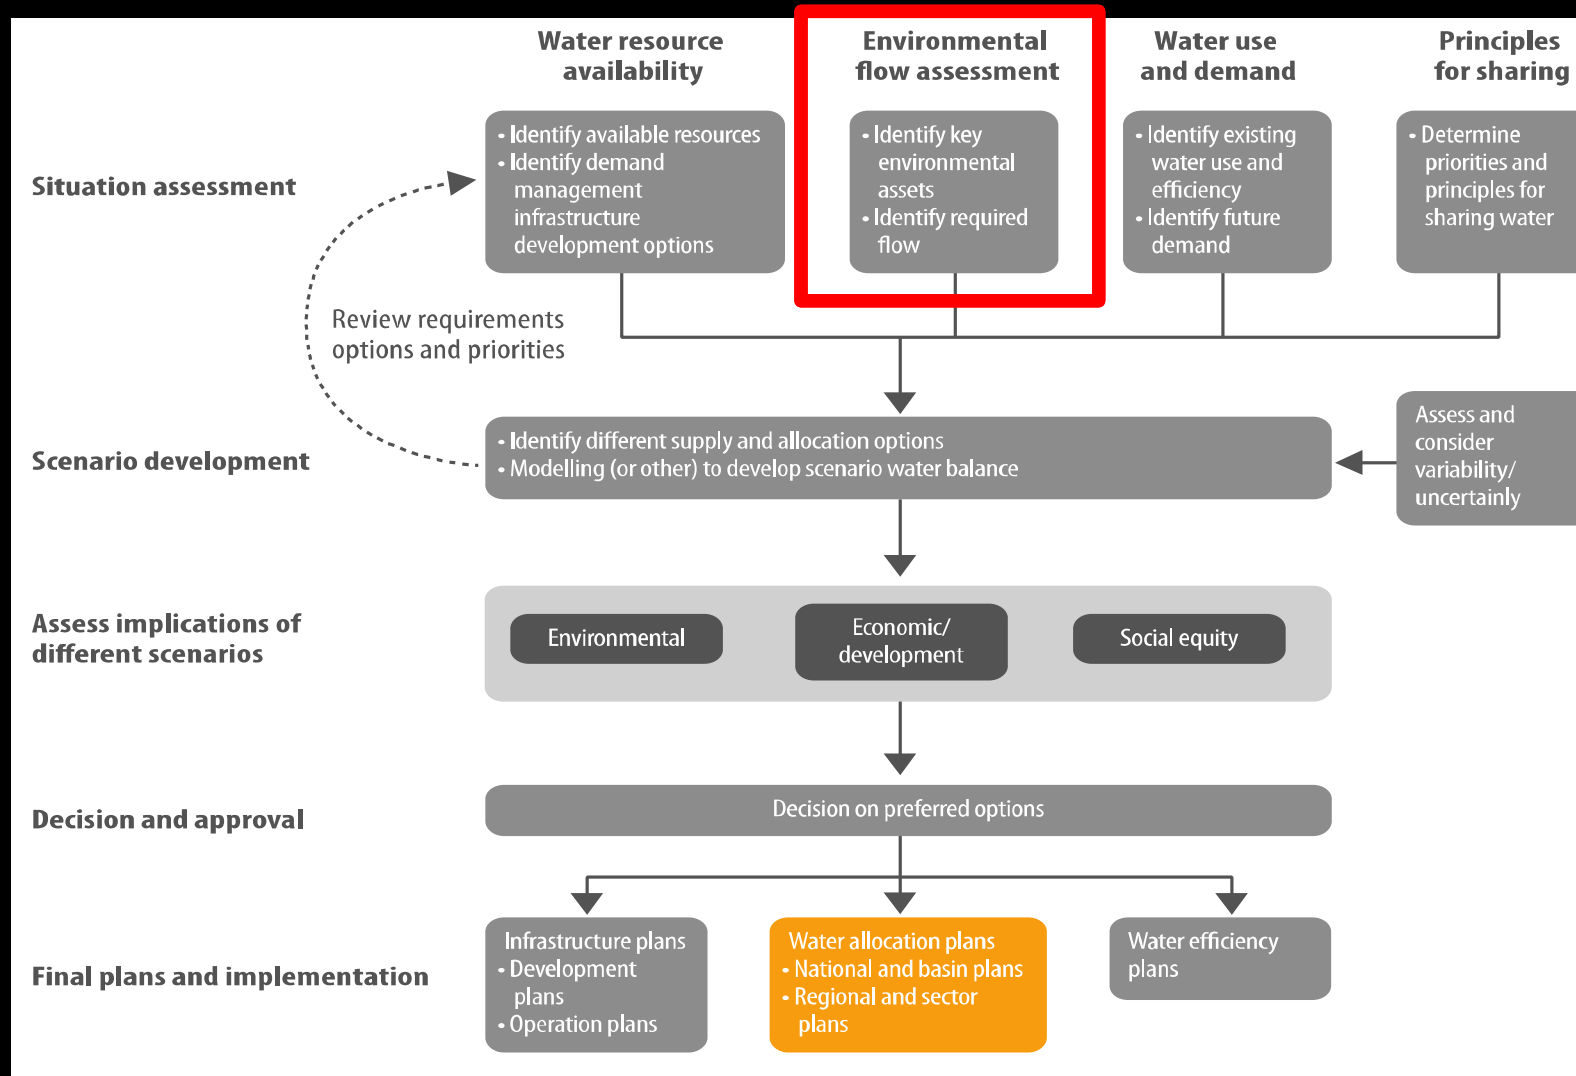 Water resource
availability
Environmental
flow assessment
Water use
and demand
Principles
for sharing
Situation assessment
• Identify available resources
• Identify demand
management
infrastructure
development options
• Identify key
environmental
assets
• Identify required
flow
• Identify existing
water use and
efficiency
• Identify future
demand
• Determine
priorities and
principles for
sharing water
Review requirements
options and priorities
Scenario development
• Identify different supply and allocation options
• Modelling (or other) to develop scenario water balance
Assess and
consider
variability/
uncertainly
Assess implications of
different scenarios
Environmental
Economic/
development
Social equity
Decision and approval
Decision on preferred options
Final plans and implementation
Infrastructure plans
• Development
plans
• Operation plans
Water allocation plans
• National and basin plans
• Regional and sector
plans
Water efficiency
plans